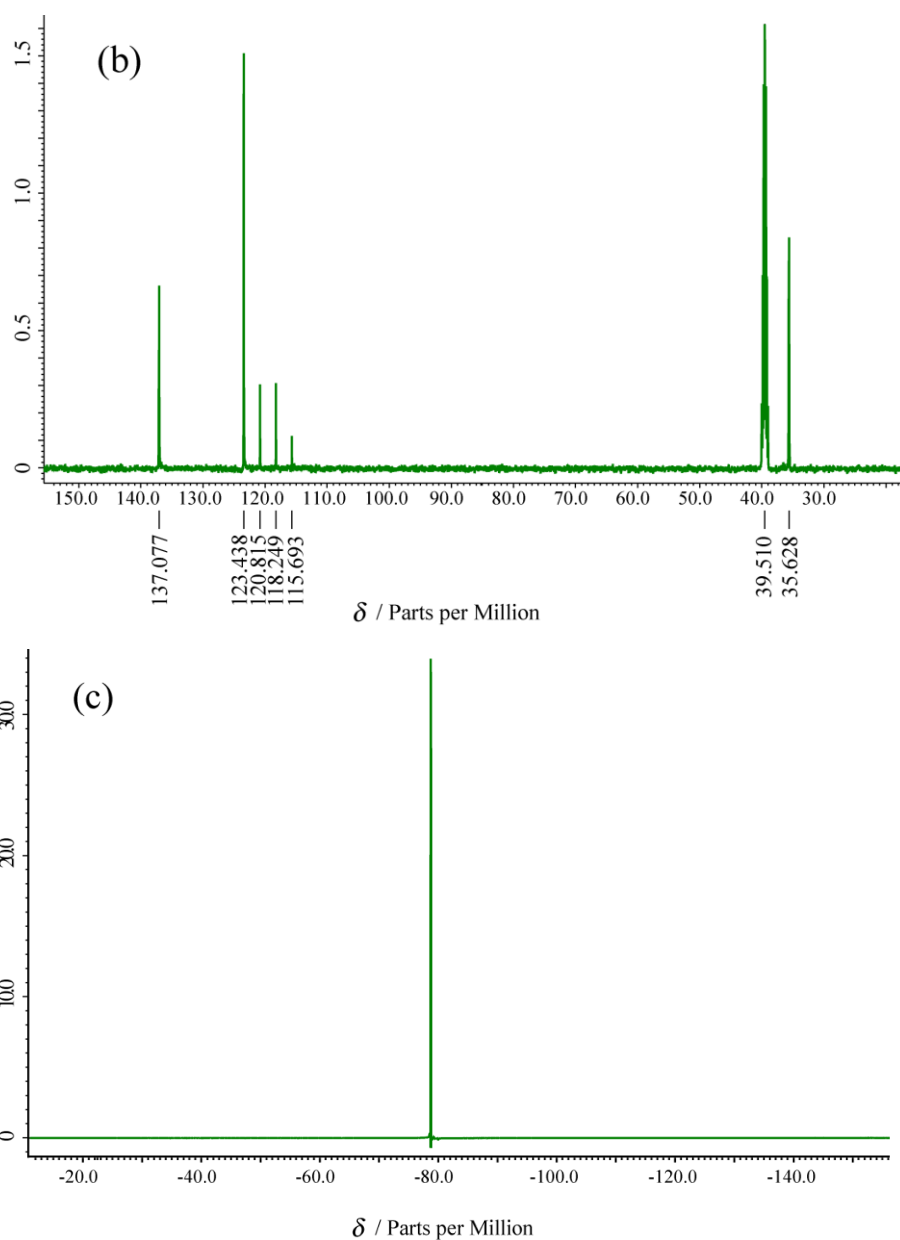 (b)
1.5
1.0
0.5
0
150.0 140.0 130.0 120.0 110.0 100.0 90.0 80.0 70.0 60.0 50.0 40.0 30.0
137.077 123.438 120.815 118.249 115.693 39.510 35.628
δ / Parts per Million
(c)
30.0
20.0
10.0
0
-20.0 -40.0 -60.0 -80.0 -100.0 -120.0 -140.0
δ / Parts per Million